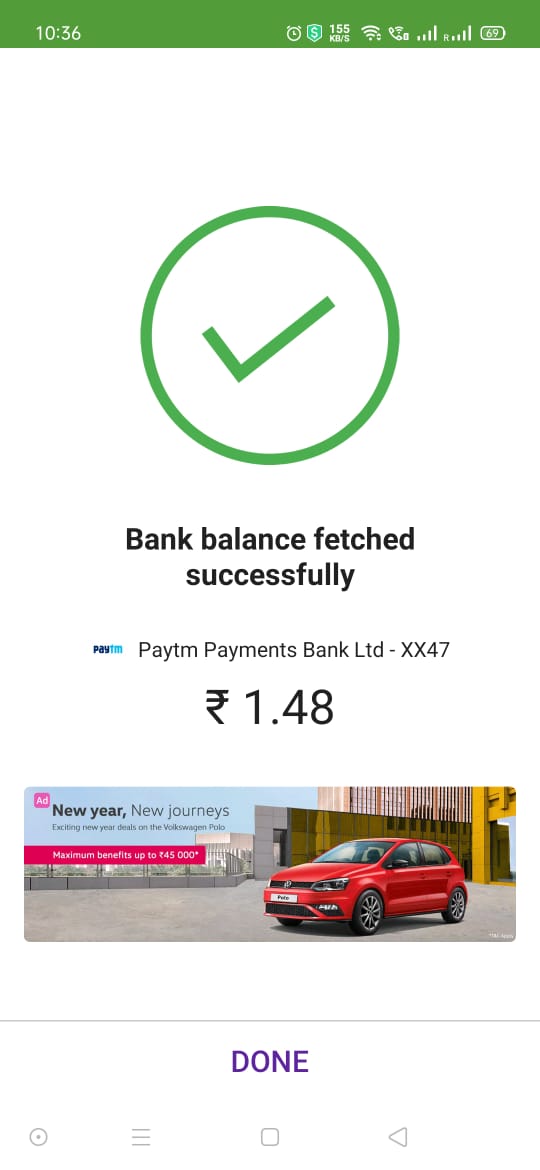 10:36
155
KB/S
R
69
Bank balance fetched
successfully
paytm Paytm Payments Bank Ltd - XX47
₹ 1.48
Ad
New year, New journeys
Exciting new year deals on the Volkswagen Polo
Maximum benefits up to ₹45 000*
Polo
DONE